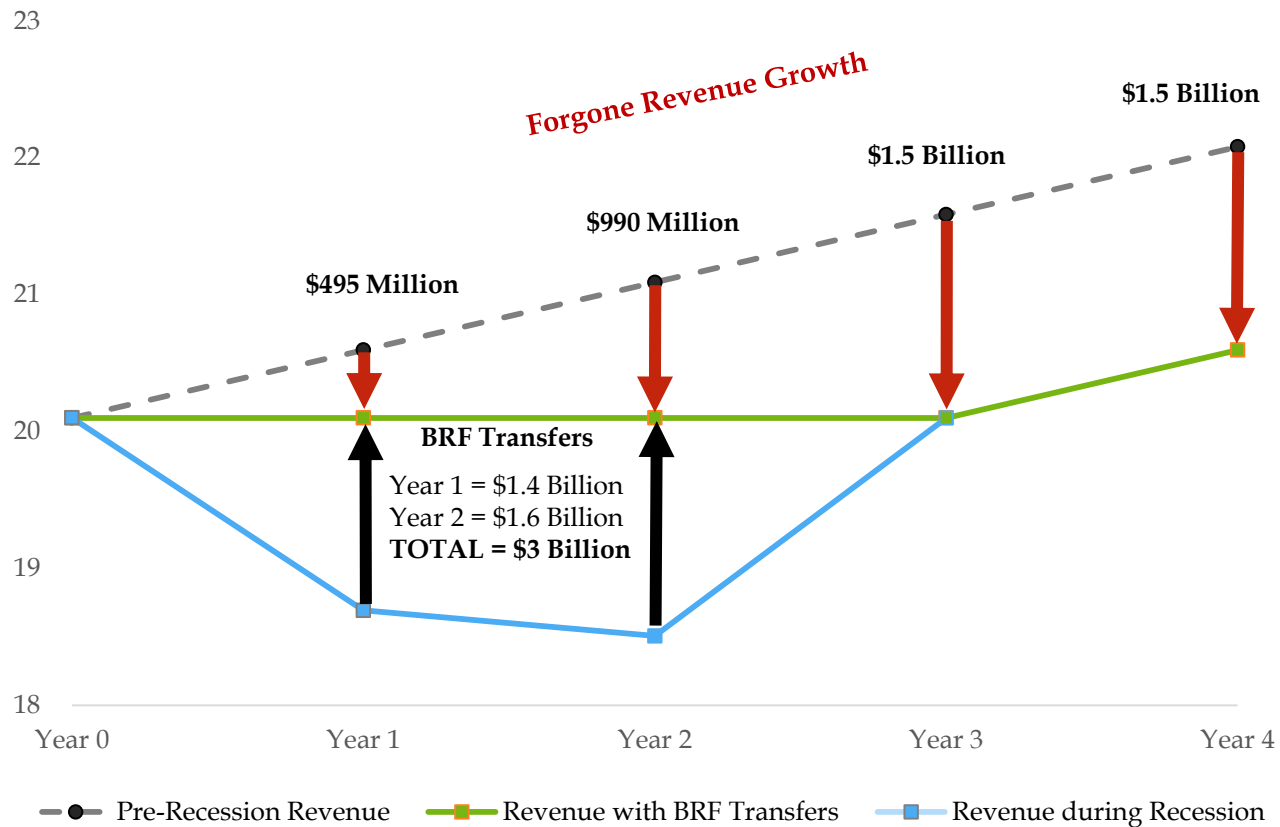 23
Forgone Revenue Growth
$1.5 Billion
22
$1.5 Billion
$990 Million
21
$495 Million
20
BRF Transfers
Year 1 = $1.4 Billion
Year 2 = $1.6 Billion
TOTAL = $3 Billion
19
18
Year 0 Year 1 Year 2 Year 3 Year 4
Pre-Recession Revenue Revenue with BRF Transfers Revenue during Recession